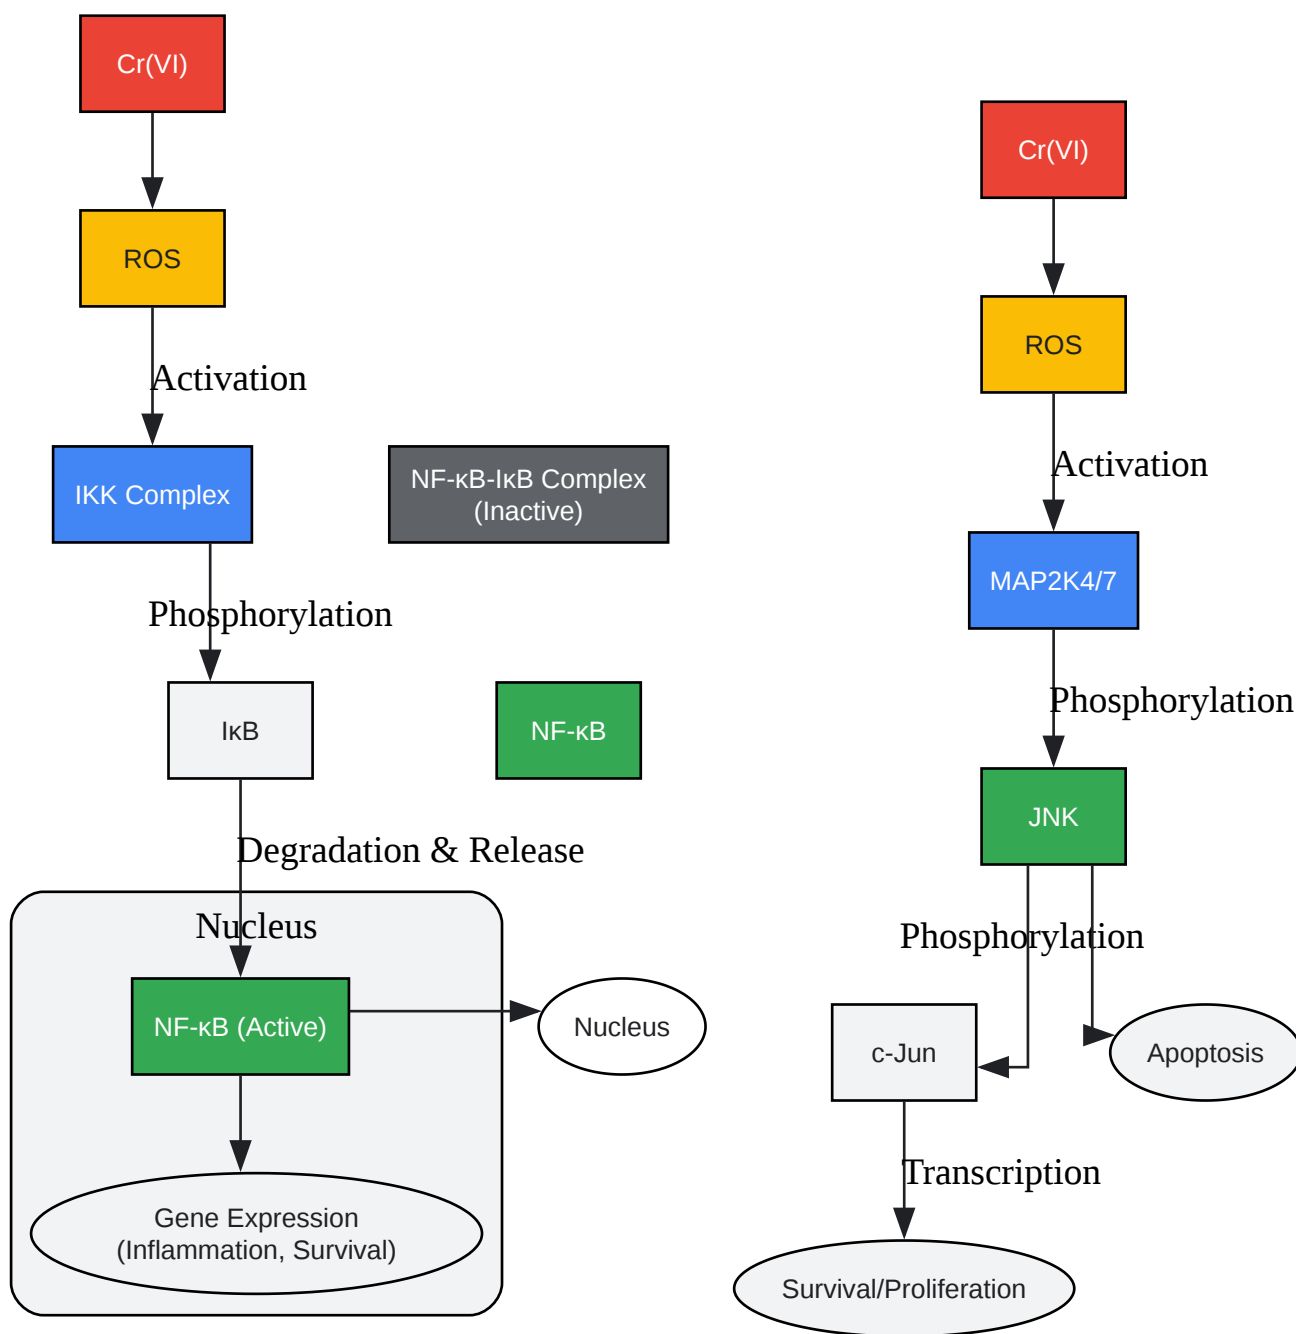 Cr(VI)
ROS
Activation
IKK Complex
NF-κB-IκB Complex
(Inactive)
Phosphorylation
IκB
NF-κB
Degradation & Release
Nucleus
NF-κB (Active)
Nucleus
Gene Expression
(Inflammation, Survival)
Cr(VI)
ROS
Activation
MAP2K4/7
Phosphorylation
JNK
Phosphorylation
c-Jun
Apoptosis
Transcription
Survival/Proliferation